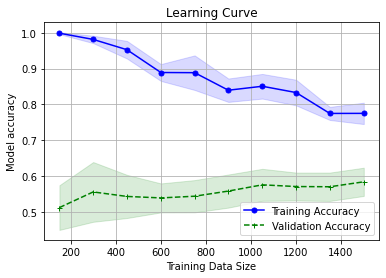 Learning Curve
1.0
0.9
0.8
0.7
0.6
0.5
Model accuracy
200 400 600 800 1000 1200 1400
Training Data Size
Training Accuracy
Validation Accuracy